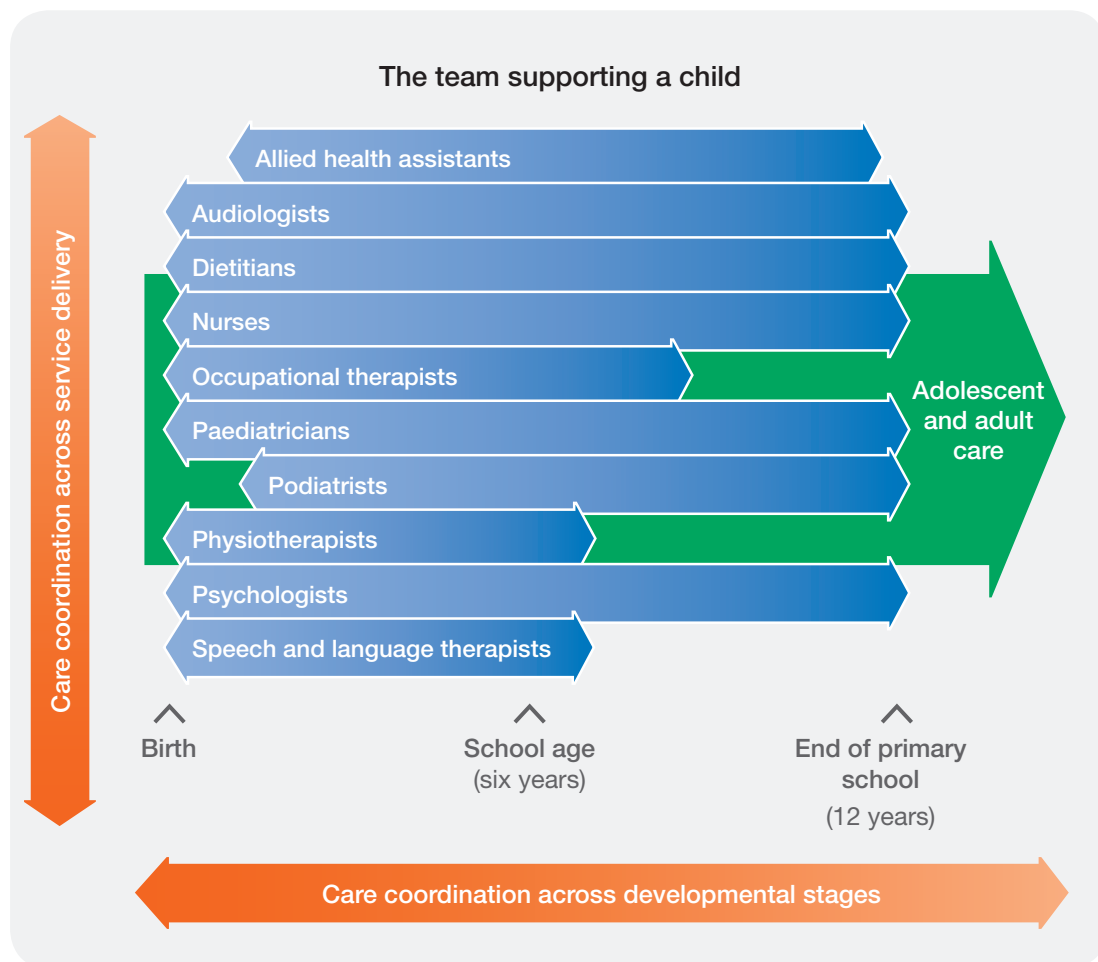 The team supporting a child
Care coordination across service delivery
Allied health assistants
Audiologists
Dietitians
Nurses
Occupational therapists
Paediatricians
Podiatrists
Physiotherapists
Psychologists
Speech and language therapists
Adolescent
and adult
care
Birth
School age
(six years)
End of primary
school
(12 years)
Care coordination across developmental stages